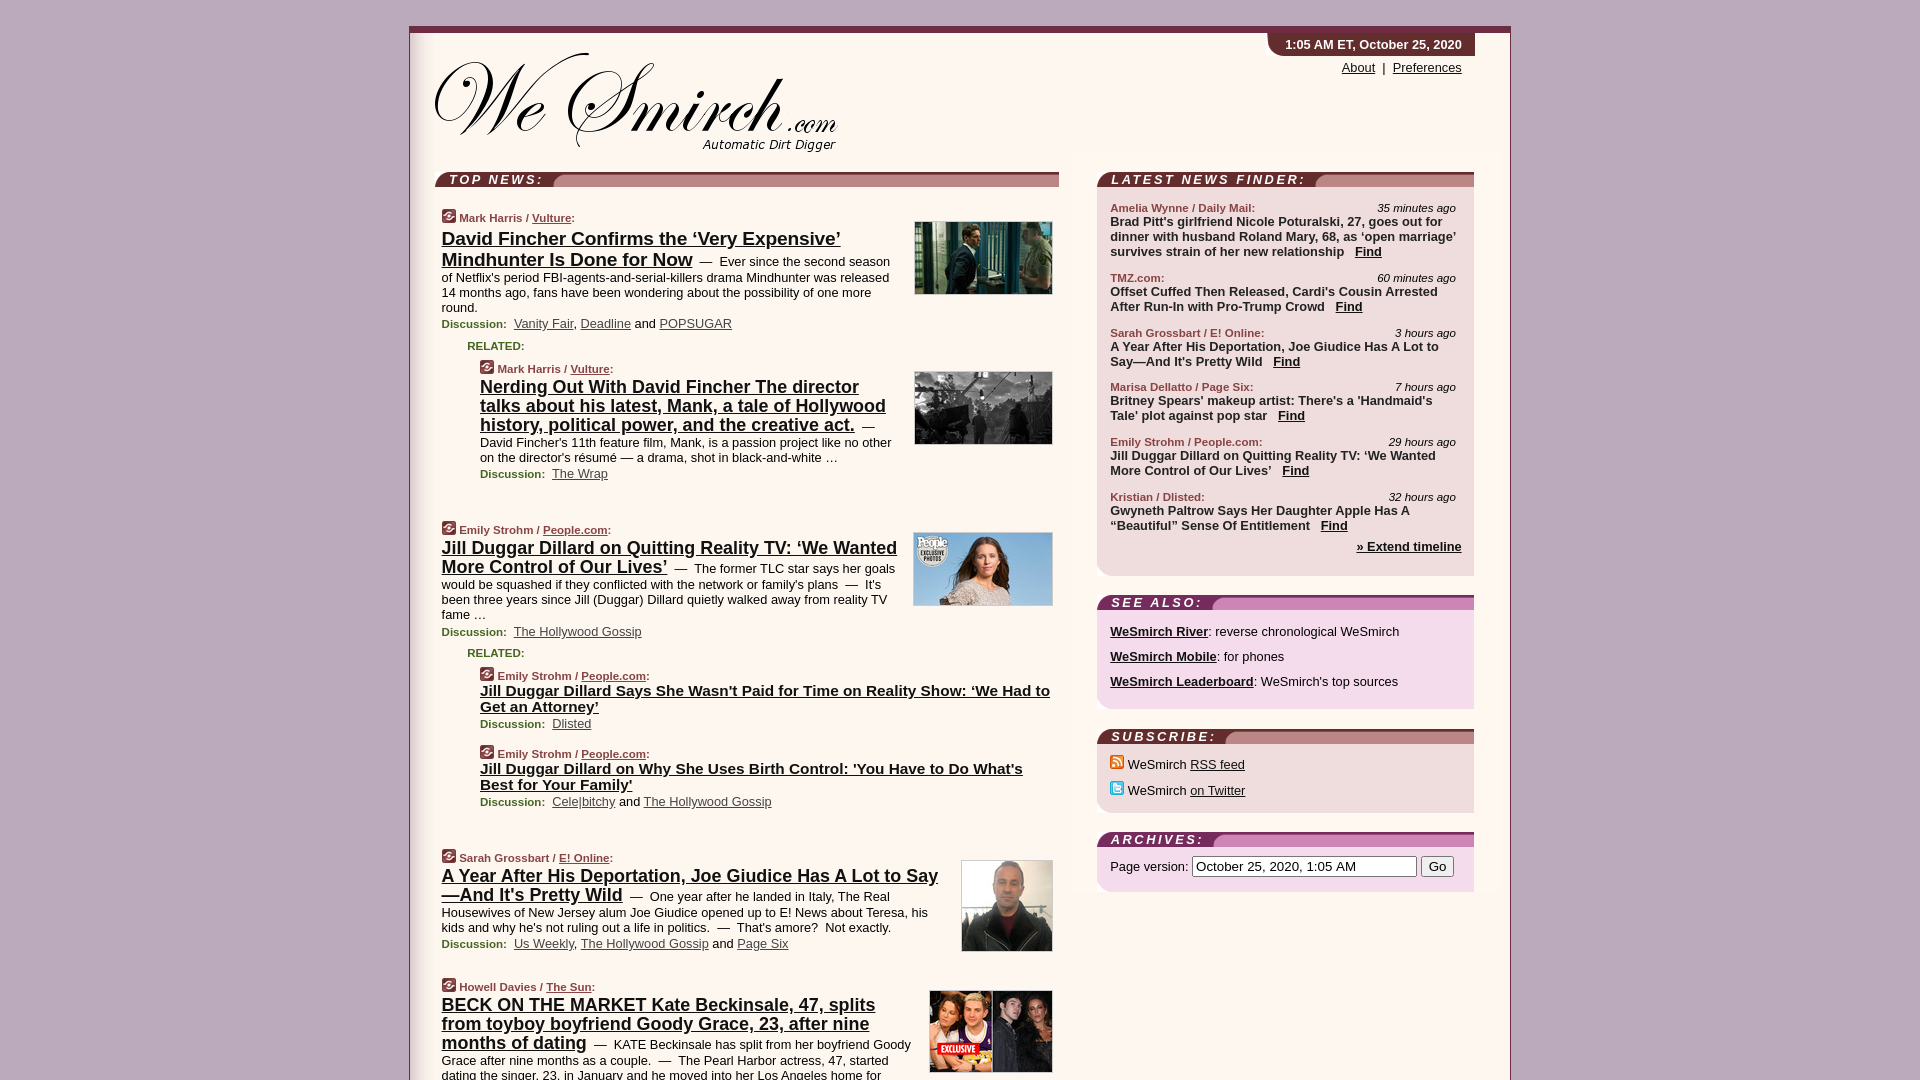 1:05 AM ET, October 25, 2020
About | Preferences
We Smirch .com
Automatic Dirt Digger
TOP NEWS:
Mark Harris / Vulture:
David Fincher Confirms the ‘Very Expensive’
Mindhunter Is Done for Now — Ever since the second season
of Netflix's period FBI-agents-and-serial-killers drama Mindhunter was released
14 months ago, fans have been wondering about the possibility of one more
round.
Discussion: Vanity Fair, Deadline and POPSUGAR
RELATED:
Mark Harris / Vulture:
Nerding Out With David Fincher The director
talks about his latest, Mank, a tale of Hollywood
history, political power, and the creative act. —
David Fincher's 11th feature film, Mank, is a passion project like no other
on the director's résumé — a drama, shot in black-and-white …
Discussion: The Wrap
Emily Strohm / People.com:
Jill Duggar Dillard on Quitting Reality TV: ‘We Wanted
More Control of Our Lives’ — The former TLC star says her goals
would be squashed if they conflicted with the network or family's plans — It's
been three years since Jill (Duggar) Dillard quietly walked away from reality TV
fame …
Discussion: The Hollywood Gossip
People
EXCLUSIVE
PHOTOS
RELATED:
Emily Strohm / People.com:
Jill Duggar Dillard Says She Wasn't Paid for Time on Reality Show: ‘We Had to
Get an Attorney’
Discussion: Dlisted
Emily Strohm / People.com:
Jill Duggar Dillard on Why She Uses Birth Control: 'You Have to Do What's
Best for Your Family'
Discussion: Cele|bitchy and The Hollywood Gossip
Sarah Grossbart / E! Online:
A Year After His Deportation, Joe Giudice Has A Lot to Say
—And It's Pretty Wild — One year after he landed in Italy, The Real
Housewives of New Jersey alum Joe Giudice opened up to E! News about Teresa, his
kids and why he's not ruling out a life in politics. — That's amore? Not exactly.
Discussion: Us Weekly, The Hollywood Gossip and Page Six
Howell Davies / The Sun:
BECK ON THE MARKET Kate Beckinsale, 47, splits
from toyboy boyfriend Goody Grace, 23, after nine
months of dating — KATE Beckinsale has split from her boyfriend Goody
Grace after nine months as a couple. — The Pearl Harbor actress, 47, started
dating the singer, 23, in January and he moved into her Los Angeles home for
EXCLUSIVE
LATEST NEWS FINDER:
Amelia Wynne / Daily Mail: 35 minutes ago
Brad Pitt's girlfriend Nicole Poturalski, 27, goes out for
dinner with husband Roland Mary, 68, as ‘open marriage’
survives strain of her new relationship Find
TMZ.com: 60 minutes ago
Offset Cuffed Then Released, Cardi's Cousin Arrested
After Run-In with Pro-Trump Crowd Find
Sarah Grossbart / E! Online: 3 hours ago
A Year After His Deportation, Joe Giudice Has A Lot to
Say—And It's Pretty Wild Find
Marisa Dellatto / Page Six: 7 hours ago
Britney Spears' makeup artist: There's a 'Handmaid's
Tale' plot against pop star Find
Emily Strohm / People.com: 29 hours ago
Jill Duggar Dillard on Quitting Reality TV: ‘We Wanted
More Control of Our Lives’ Find
Kristian / Dlisted: 32 hours ago
Gwyneth Paltrow Says Her Daughter Apple Has A
“Beautiful” Sense Of Entitlement Find
» Extend timeline
SEE ALSO:
WeSmirch River: reverse chronological WeSmirch
WeSmirch Mobile: for phones
WeSmirch Leaderboard: WeSmirch's top sources
SUBSCRIBE:
WeSmirch RSS feed
WeSmirch on Twitter
ARCHIVES:
Page version: October 25, 2020, 1:05 AM Go